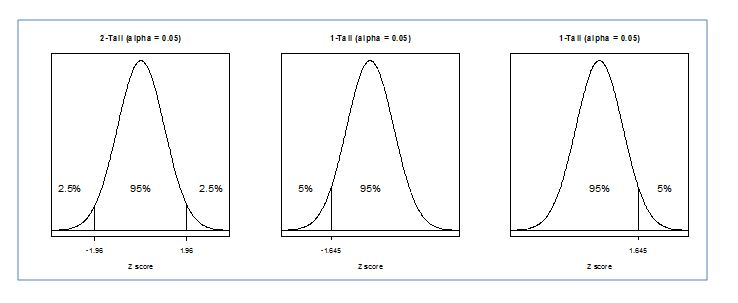 2-Tail (alpha = 0.05)
2.5%
95%
2.5%
-1.96
1.96
Z score
1-Tail (alpha = 0.05)
5%
95%
-1.645
Z score
1-Tail (alpha = 0.05)
95%
5%
1.645
Z score